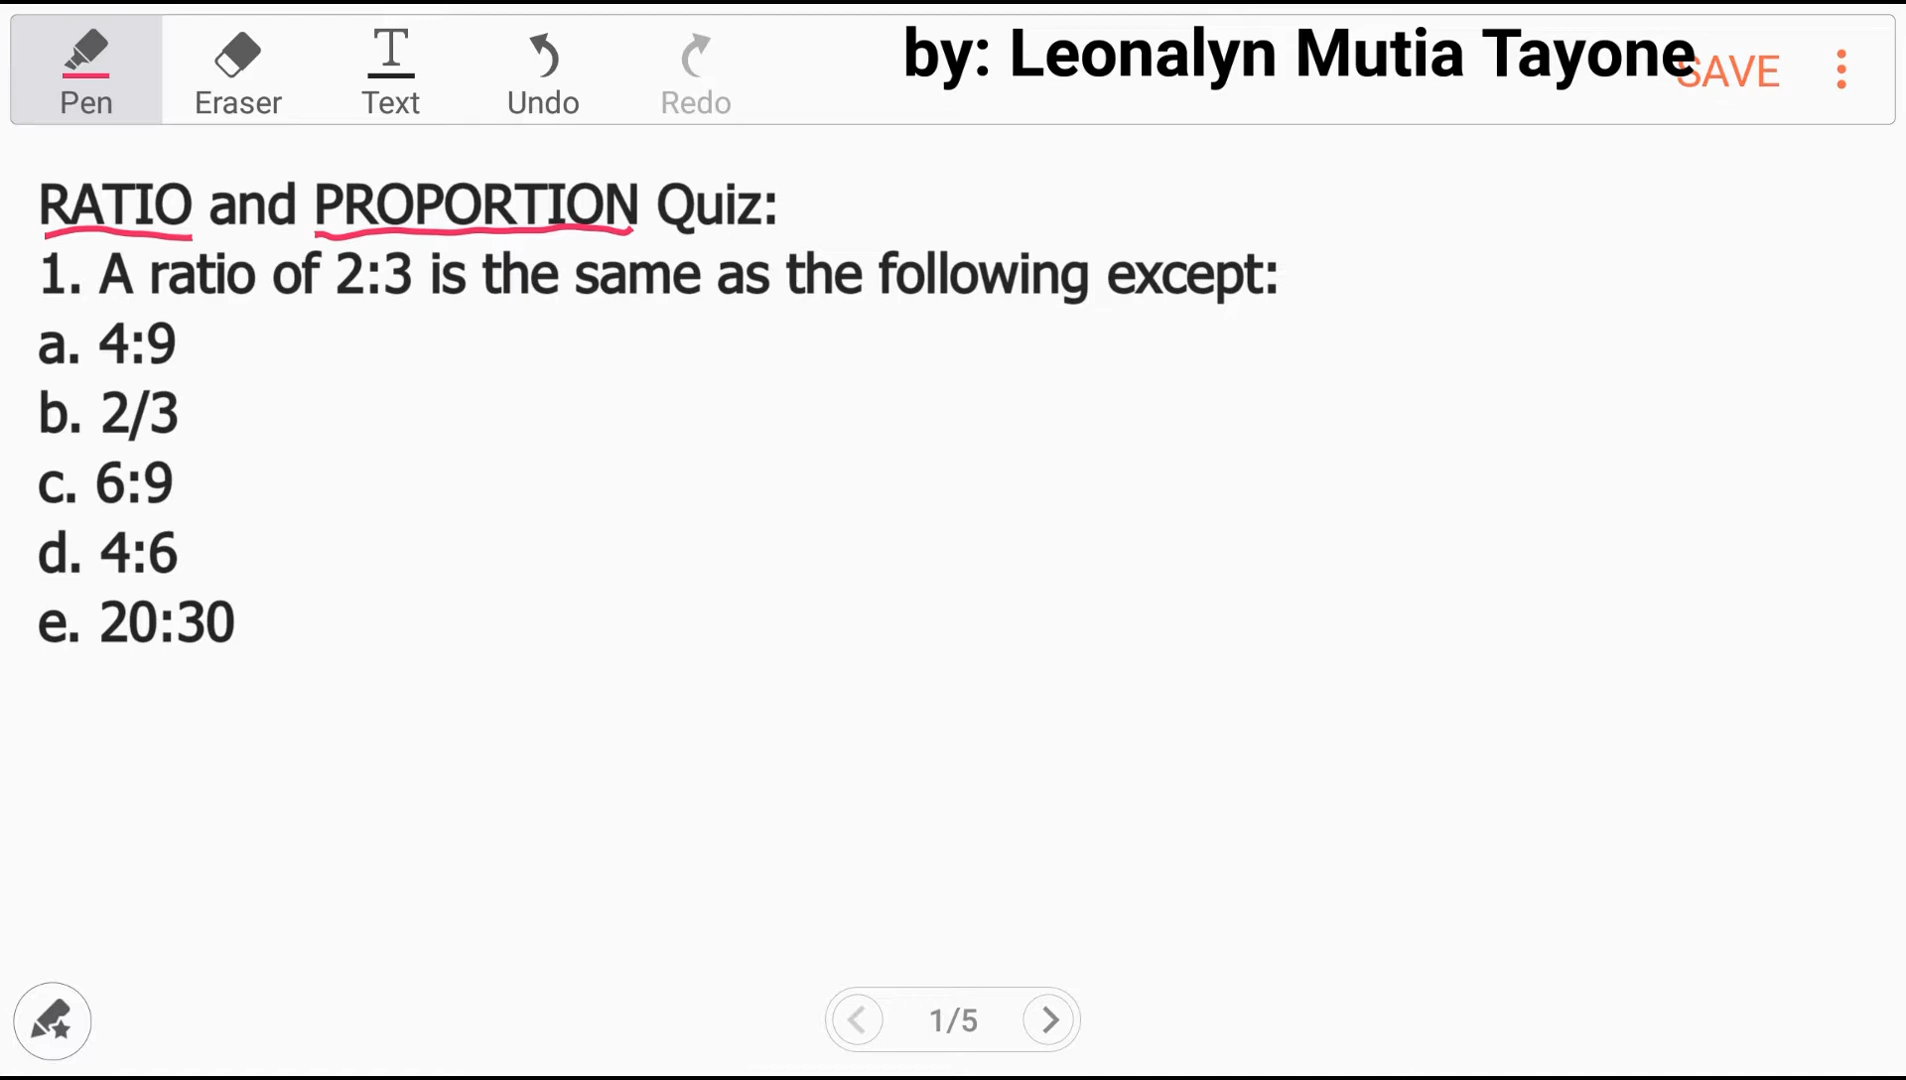 Pen
Eraser
Text
Undo
Redo
by: Leonalyn Mutia Tayone
SAVE
RATIO and PROPORTION Quiz:
1. A ratio of 2:3 is the same as the following except:
a. 4:9
b. 2/3
c. 6:9
d. 4:6
e. 20:30
1/5